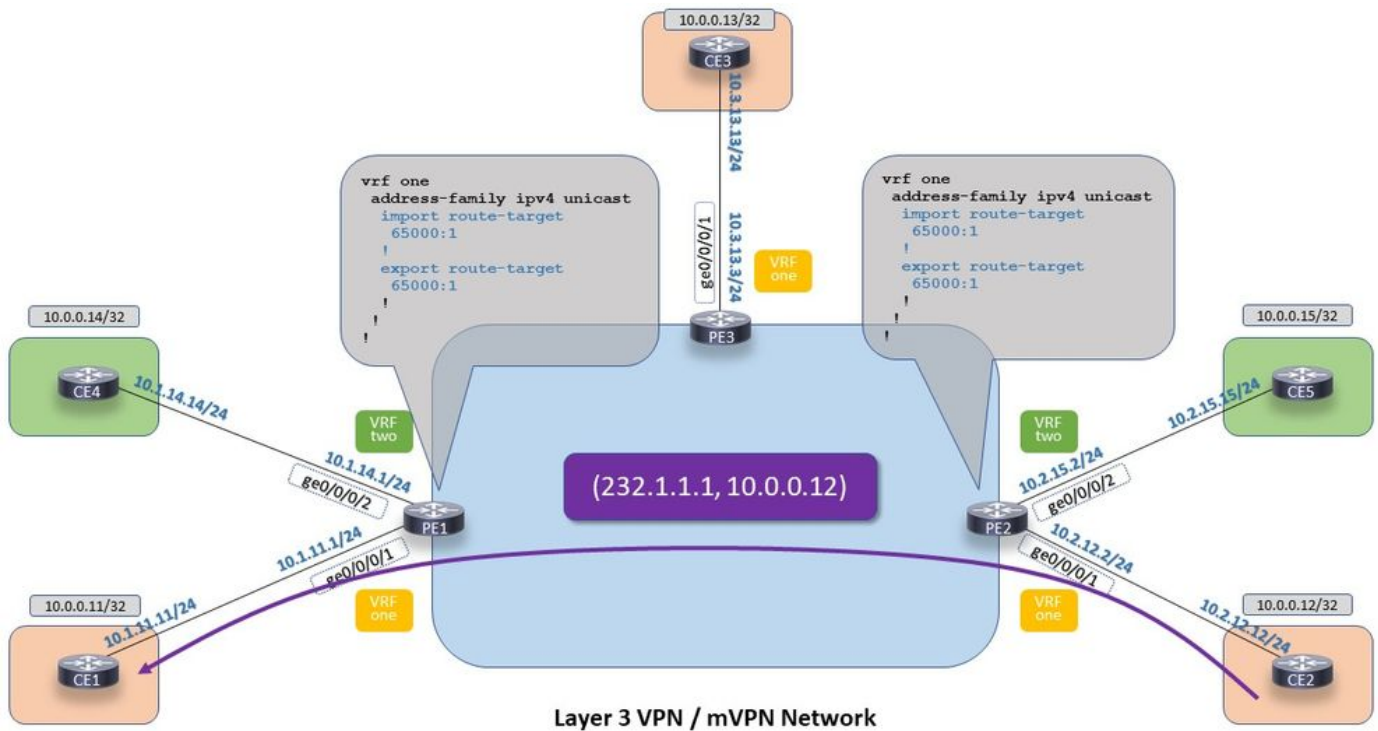 10.0.0.13/32
CE3
10.3.13.13/24
vrf one
address-family ipv4 unicast
import route-target
65000:1
!
export route-target
65000:1
!
!
!
ge0/0/0/1
10.3.13.3/24
VRF
one
PE3
vrf one
address-family ipv4 unicast
import route-target
65000:1
!
export route-target
65000:1
!
!
!
10.0.0.14/32
CE4
10.1.14.14/24
VRF
two
10.1.14.1/24
ge0/0/0/2
PE1
10.1.11.1/24
ge0/0/0/1
VRF
one
10.0.0.11/32
10.1.11.11/24
CE1
(232.1.1.1, 10.0.0.12)
10.0.0.15/32
CE5
10.2.15.15/24
VRF
two
10.2.15.2/24
ge0/0/0/2
PE2
10.2.12.2/24
ge0/0/0/1
VRF
one
10.0.0.12/32
10.2.12.12/24
CE2
Layer 3 VPN / mVPN Network